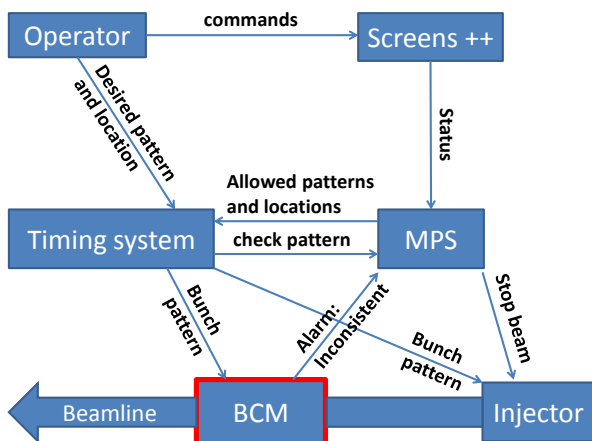 commands
Operator
Screens ++
Desired pattern
and location
Status
Allowed patterns
and locations
Timing system
check pattern
MPS
Bunch
pattern
Alarm:
Inconsistent
Bunch
pattern
Stop beam
Beamline
BCM
Injector